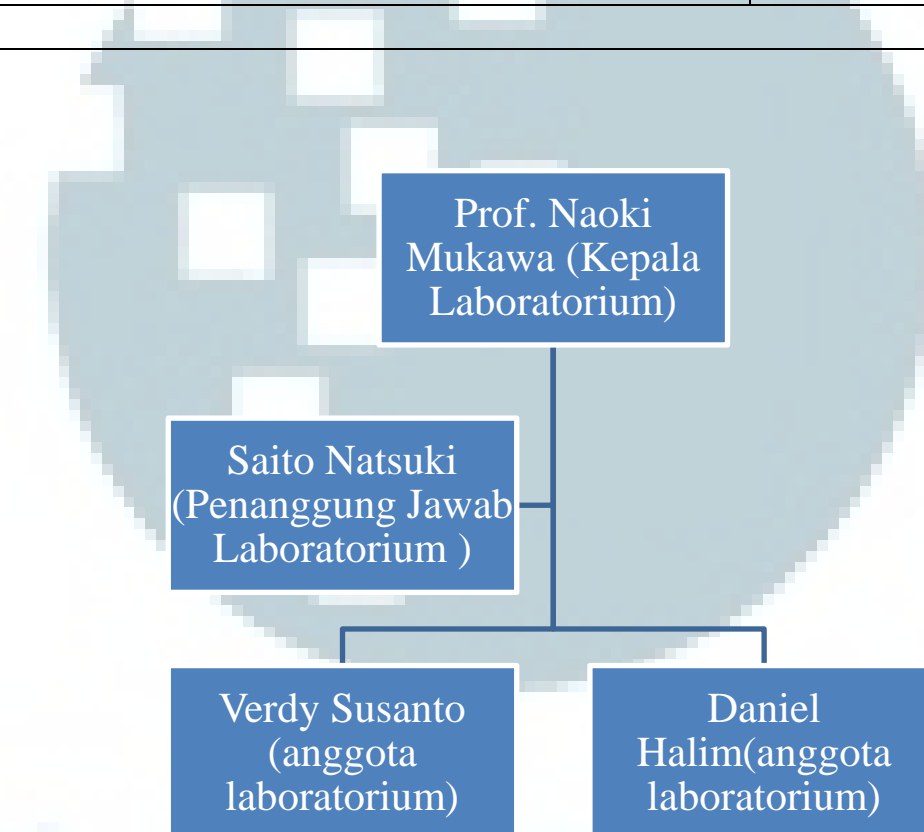 Prof. Naoki
Mukawa (Kepala
Laboratorium)
Saito Natsuki
(Penanggung Jawab
Laboratorium )
Verdy Susanto
(anggota
laboratorium)
Daniel
Halim(anggota
laboratorium)